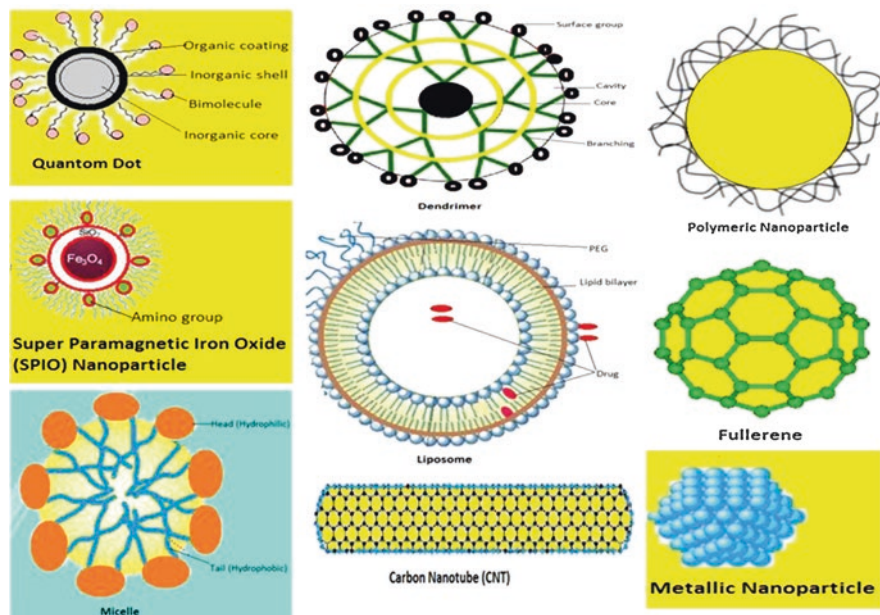 Organic coating
Inorganic shell
Bimolecule
Inorganic core
Quantom Dot
Surface group
Cavity
Core
Branching
Dendrimer
Polymeric Nanoparticle
SiO₂
Fe₃O₄
Amino group
Super Paramagnetic Iron Oxide
(SPIO) Nanoparticle
PEG
Lipid bilayer
Drug
Liposome
Fullerene
Head (Hydrophilic)
Tail (Hydrophobic)
Micelle
Carbon Nanotube (CNT)
Metallic Nanoparticle